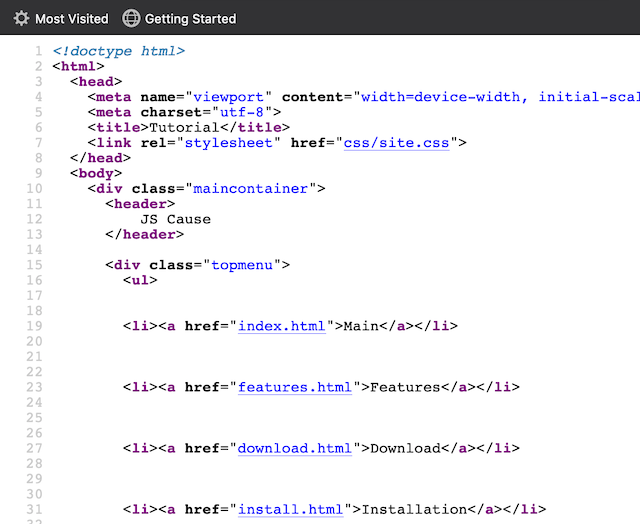 Most Visited Getting Started
1 <!doctype html>
2 <html>
3   <head>
4     <meta name="viewport" content="width=device-width, initial-scal
5     <meta charset="utf-8">
6     <title>Tutorial</title>
7     <link rel="stylesheet" href="css/site.css">
8   </head>
9   <body>
10     <div class="maincontainer">
11       <header>
12           JS Cause
13       </header>
14
15       <div class="topmenu">
16         <ul>
17
18
19         <li><a href="index.html">Main</a></li>
20
21
22
23         <li><a href="features.html">Features</a></li>
24
25
26
27         <li><a href="download.html">Download</a></li>
28
29
30
31         <li><a href="install.html">Installation</a></li>